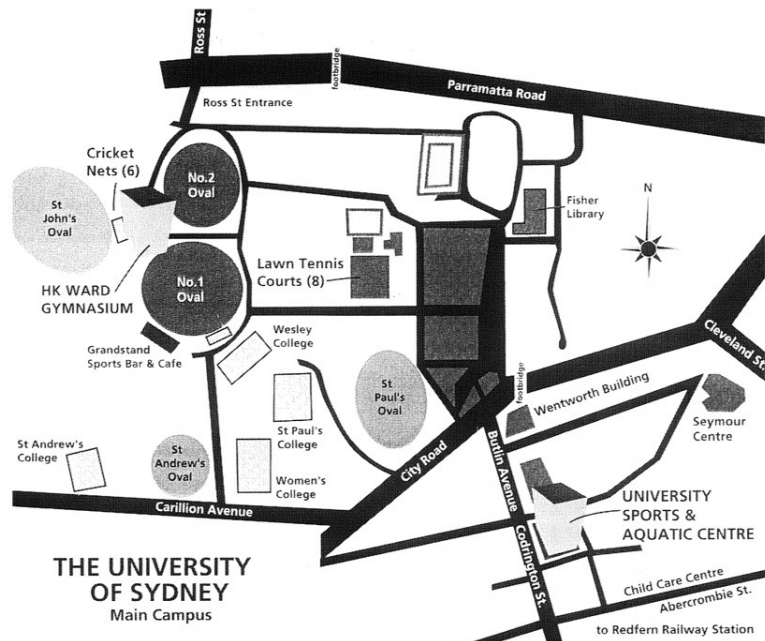 Ross St
footbridge
Parramatta Road
Ross St Entrance
Cricket
Nets (6)
No.2
Oval
St
John's
Oval
Fisher
Library
N
HK WARD
GYMNASIUM
No.1
Oval
Lawn Tennis
Courts (8)
Grandstand
Sports Bar & Cafe
Wesley
College
Cleveland St.
footbridge
Wentworth Building
St
Paul's
Oval
St Paul's
College
Seymour
Centre
St Andrew's
College
St
Andrew's
Oval
Women's
College
City Road
Butlin Avenue
Carillion Avenue
UNIVERSITY
SPORTS &
AQUATIC CENTRE
Codrington St.
THE UNIVERSITY
OF SYDNEY
Main Campus
Child Care Centre
Abercrombie St.
to Redfern Railway Station